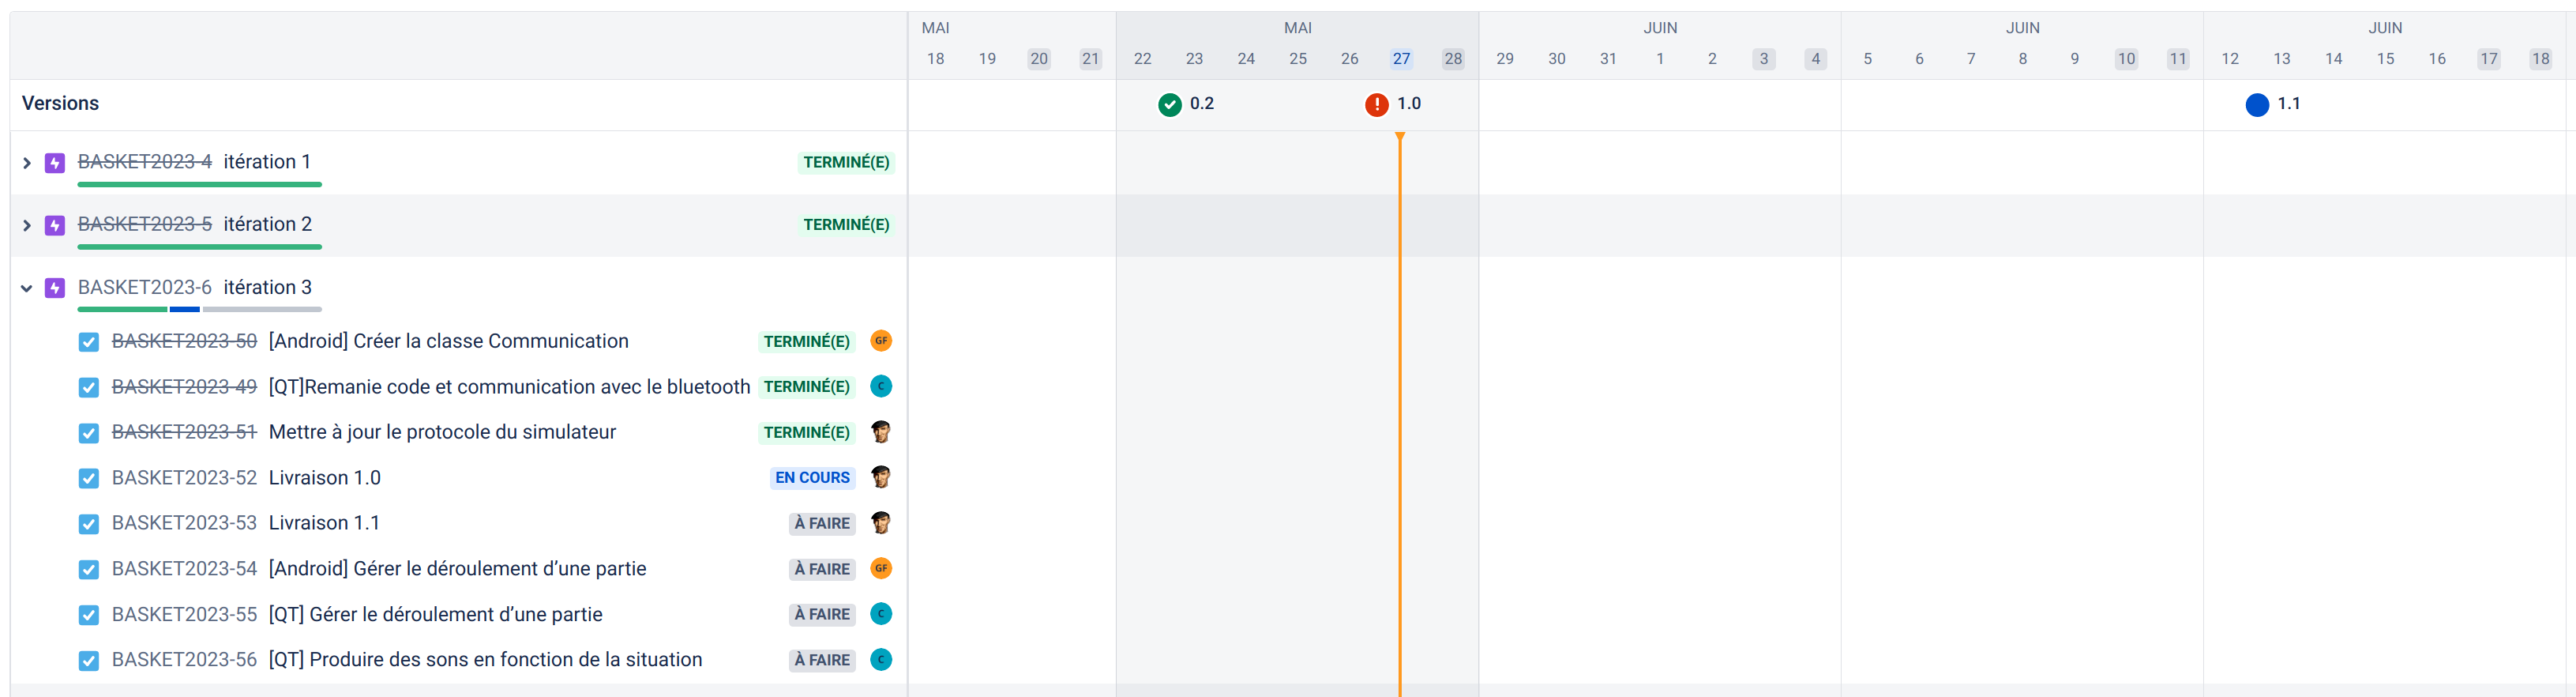 MAI MAI JUIN JUIN JUIN
18 19 20 21 22 23 24 25 26 27 28 29 30 31 1 2 3 4 5 6 7 8 9 10 11 12 13 14 15 16 17 18
Versions 0.2 1.0 1.1
BASKET2023-4 itération 1 TERMINÉ(E)
BASKET2023-5 itération 2 TERMINÉ(E)
BASKET2023-6 itération 3
BASKET2023-50 [Android] Créer la classe Communication TERMINÉ(E) GF
BASKET2023-49 [QT]Remanie code et communication avec le bluetooth TERMINÉ(E) C
BASKET2023-51 Mettre à jour le protocole du simulateur TERMINÉ(E)
BASKET2023-52 Livraison 1.0 EN COURS
BASKET2023-53 Livraison 1.1 À FAIRE
BASKET2023-54 [Android] Gérer le déroulement d’une partie À FAIRE GF
BASKET2023-55 [QT] Gérer le déroulement d’une partie À FAIRE C
BASKET2023-56 [QT] Produire des sons en fonction de la situation À FAIRE C